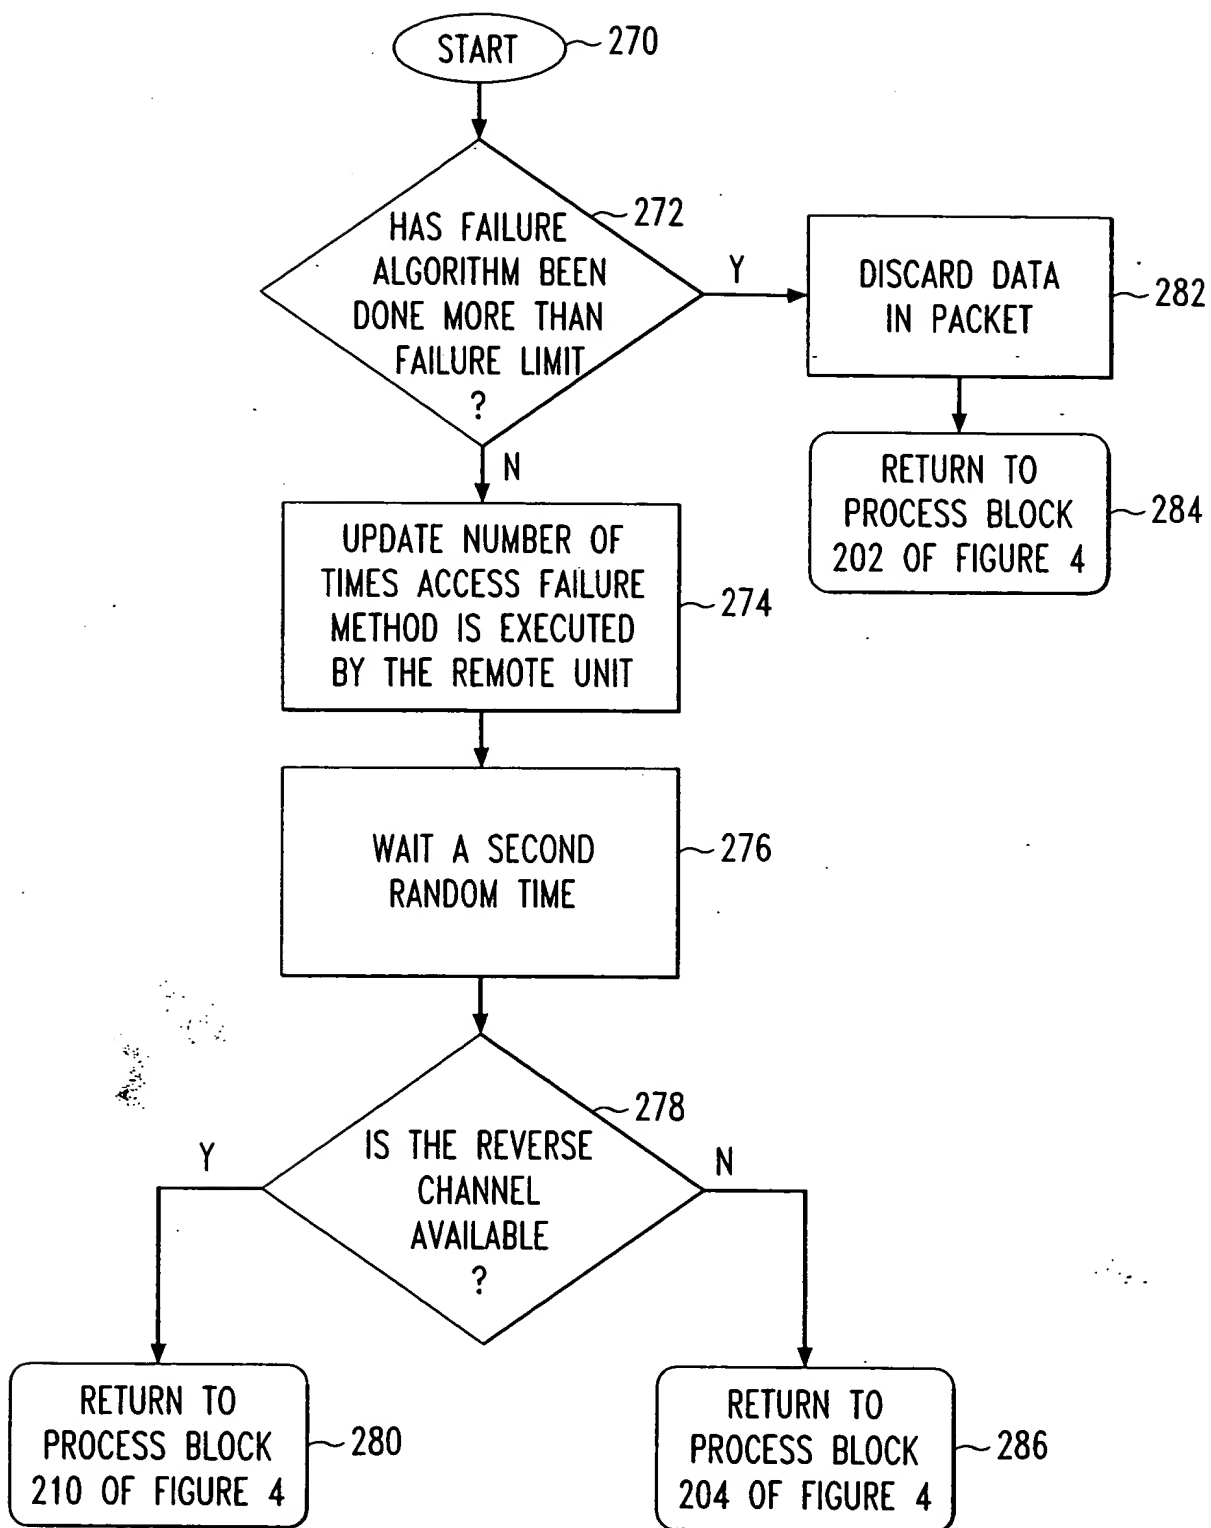 START
270
HAS FAILURE
ALGORITHM BEEN
DONE MORE THAN
FAILURE LIMIT
?
272
Y
DISCARD DATA
IN PACKET
282
RETURN TO
PROCESS BLOCK
202 OF FIGURE 4
284
N
UPDATE NUMBER OF
TIMES ACCESS FAILURE
METHOD IS EXECUTED
BY THE REMOTE UNIT
274
WAIT A SECOND
RANDOM TIME
276
IS THE REVERSE
CHANNEL
AVAILABLE
?
278
Y
N
RETURN TO
PROCESS BLOCK
210 OF FIGURE 4
280
RETURN TO
PROCESS BLOCK
204 OF FIGURE 4
286